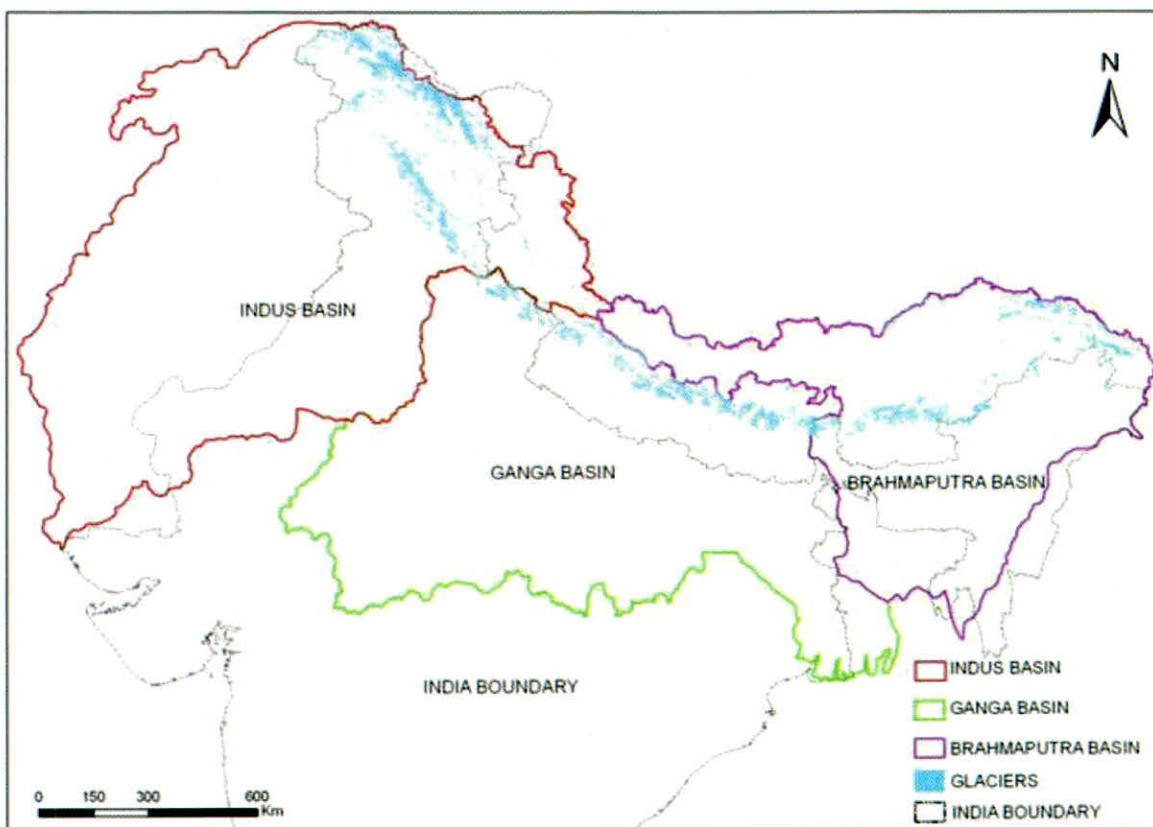 N
INDUS BASIN
GANGA BASIN
BRAHMAPUTRA BASIN
INDIA BOUNDARY
INDUS BASIN
GANGA BASIN
BRAHMAPUTRA BASIN
GLACIERS
INDIA BOUNDARY
0 150 300 600
Km